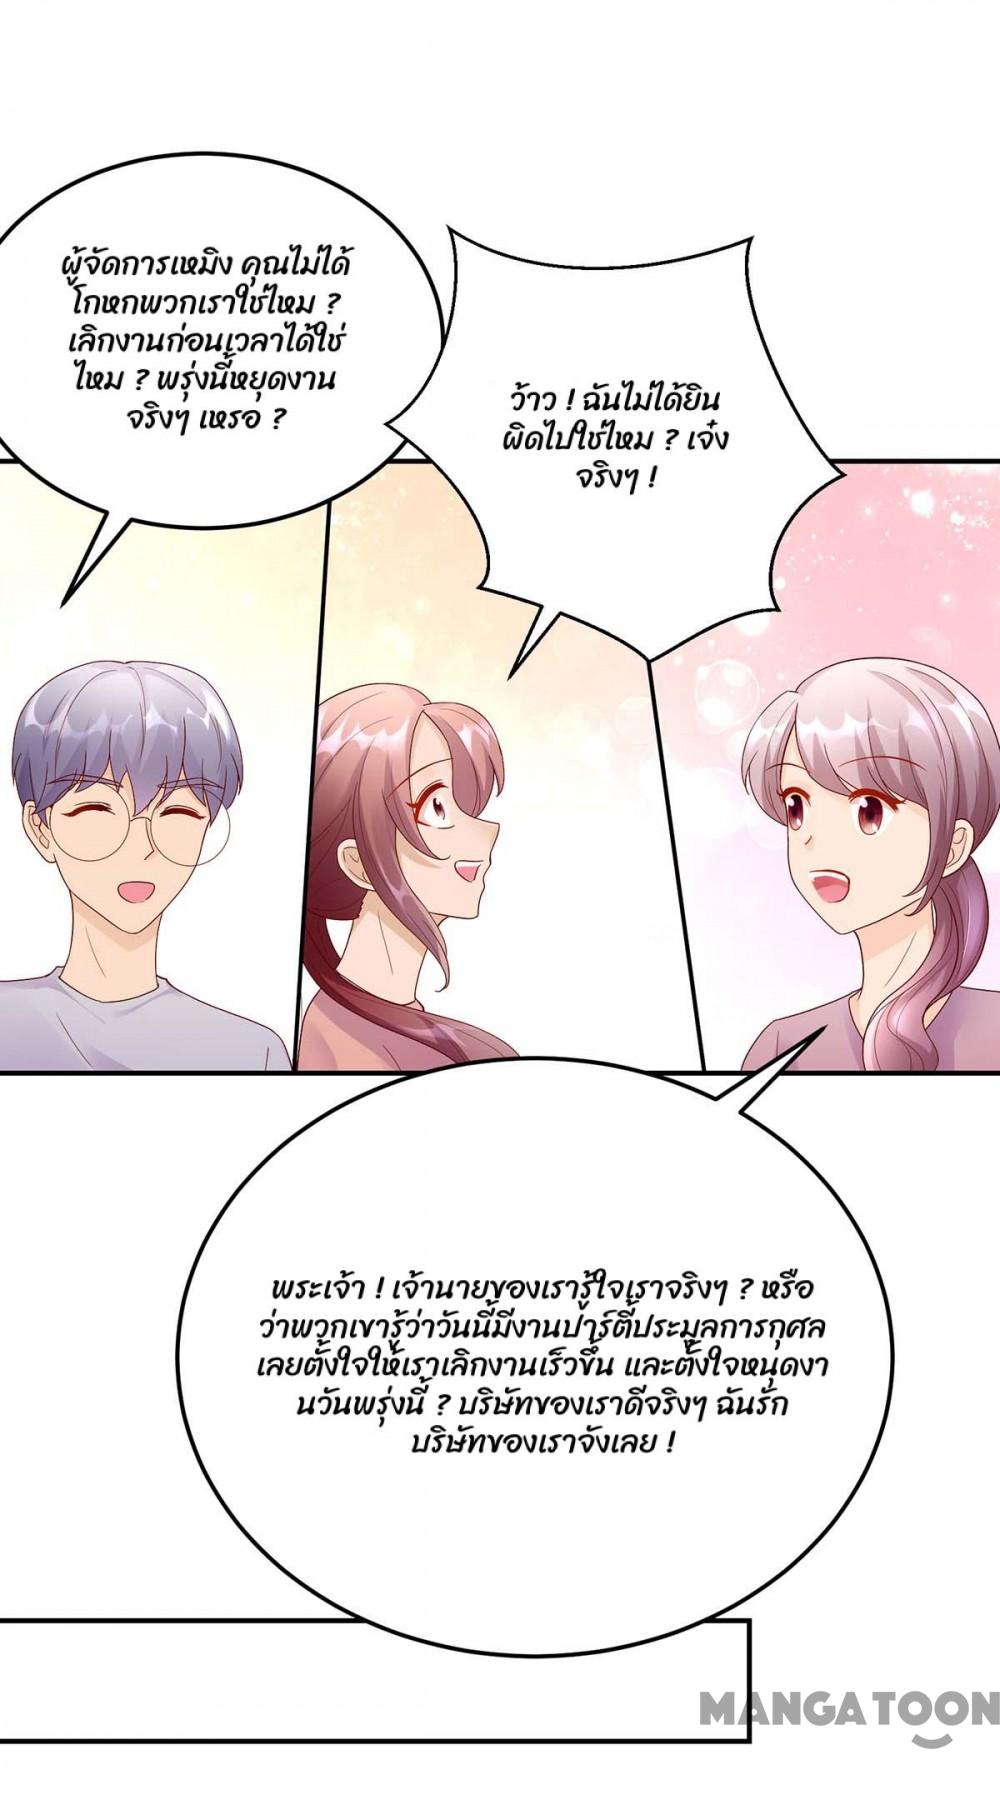 ผู้จัดการเหมิง คุณไม่ได้
โกหกพวกเราใช่ไหม ?
เลิกงานก่อนเวลาได้ใช่
ไหม ? พรุ่งนี้หยุดงาน
จริงๆ เหรอ ?
ว้าว ! ฉันไม่ได้ยิน
ผิดไปใช่ไหม ? เจ๋ง
จริงๆ !
พระเจ้า ! เจ้านายของเรารู้ใจเราจริงๆ ? หรือ
ว่าพวกเขารู้ว่าวันนี้มีงานปาร์ตี้ประมูลการกุศล
เลยตั้งใจให้เราเลิกงานเร็วขึ้น และตั้งใจหนุดงา
นวันพรุ่งนี้ ? บริษัทของเราดีจริงๆ ฉันรัก
บริษัทของเราจังเลย !
MANGATOON